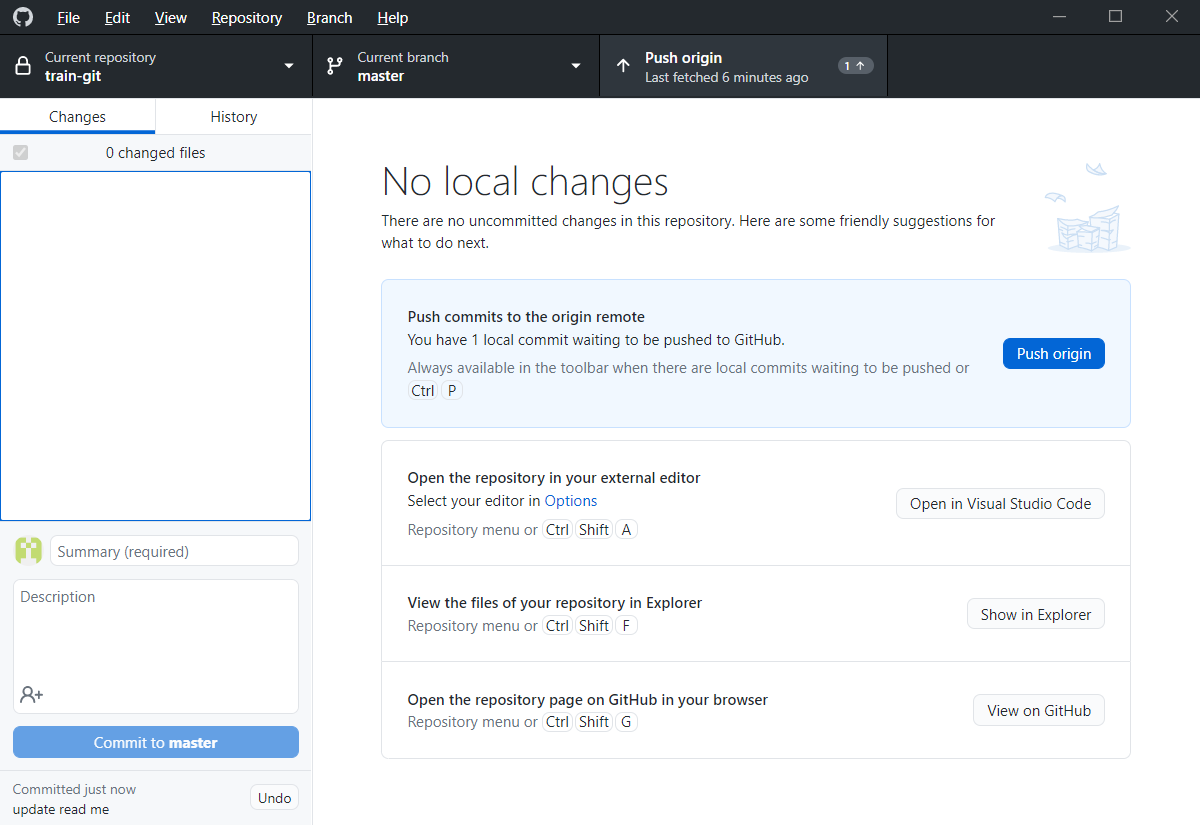 File Edit View Repository Branch Help
Current repository
train-git
Current branch
master
Push origin
Last fetched 6 minutes ago
1
Changes
History
0 changed files
No local changes
There are no uncommitted changes in this repository. Here are some friendly suggestions for
what to do next.
Push commits to the origin remote
You have 1 local commit waiting to be pushed to GitHub.
Always available in the toolbar when there are local commits waiting to be pushed or
Ctrl P
Push origin
Open the repository in your external editor
Select your editor in Options
Repository menu or Ctrl Shift A
Open in Visual Studio Code
View the files of your repository in Explorer
Repository menu or Ctrl Shift F
Show in Explorer
Open the repository page on GitHub in your browser
Repository menu or Ctrl Shift G
View on GitHub
Summary (required)
Description
Commit to master
Committed just now
update read me
Undo